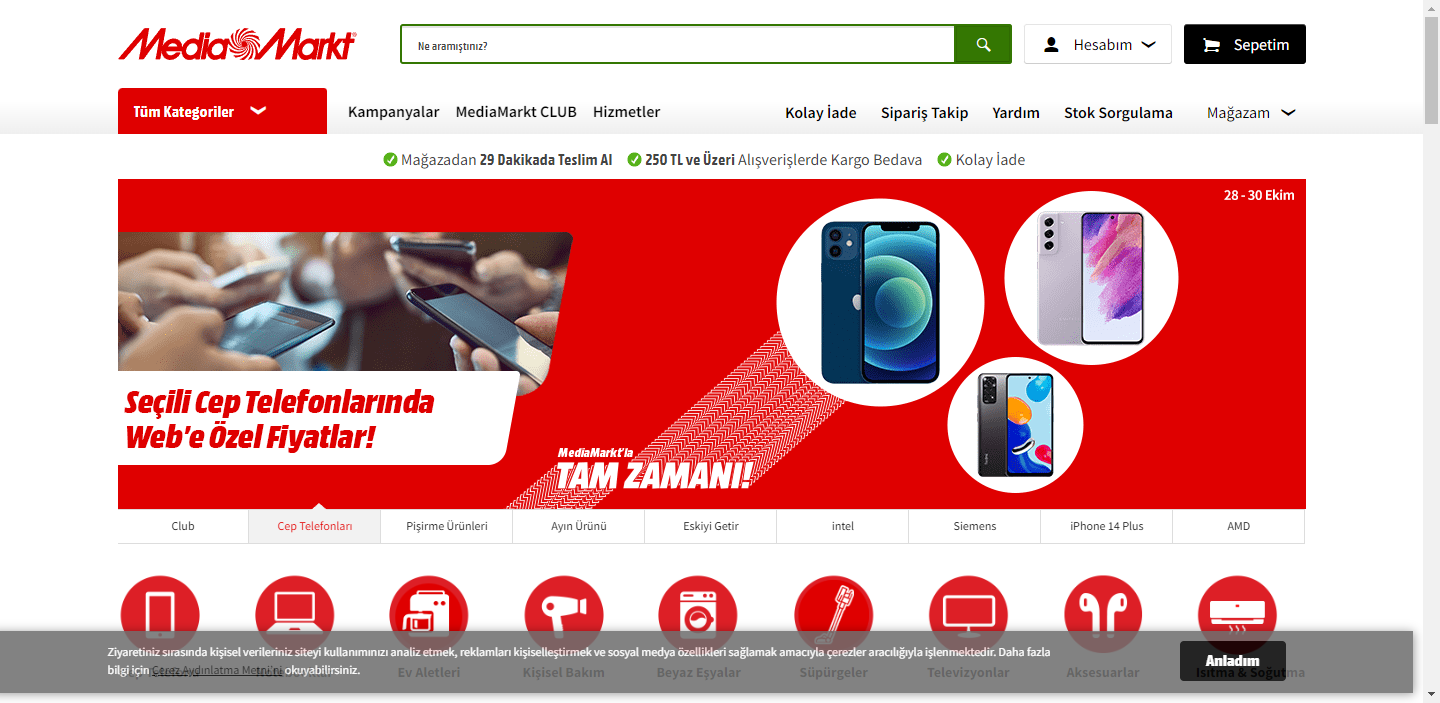 MediaMarkt
Ne aramıştınız?
Hesabım
Sepetim
Tüm Kategoriler
Kampanyalar
MediaMarkt CLUB
Hizmetler
Kolay İade
Sipariş Takip
Yardım
Stok Sorgulama
Mağazam
Mağazadan 29 Dakikada Teslim Al
250 TL ve Üzeri Alışverişlerde Kargo Bedava
Kolay İade
28 - 30 Ekim
Seçili Cep Telefonlarında
Web'e Özel Fiyatlar!
MediaMarkt'la
TAM ZAMANI!
Club
Cep Telefonları
Pişirme Ürünleri
Ayın Ürünü
Eskiyi Getir
intel
Siemens
iPhone 14 Plus
AMD
Ziyaretiniz sırasında kişisel verileriniz siteyi kullanımınızı analiz etmek, reklamları kişiselleştirmek ve sosyal medya özellikleri sağlamak amacıyla çerezler aracılığıyla işlenmektedir. Daha fazla
bilgi için Çerez Aydınlatma Metni'ni okuyabilirsiniz.
Anladım
Ev Aletleri
Kişisel Bakım
Beyaz Eşyalar
Süpürgeler
Televizyonlar
Aksesuarlar
Isıtma & Soğutma